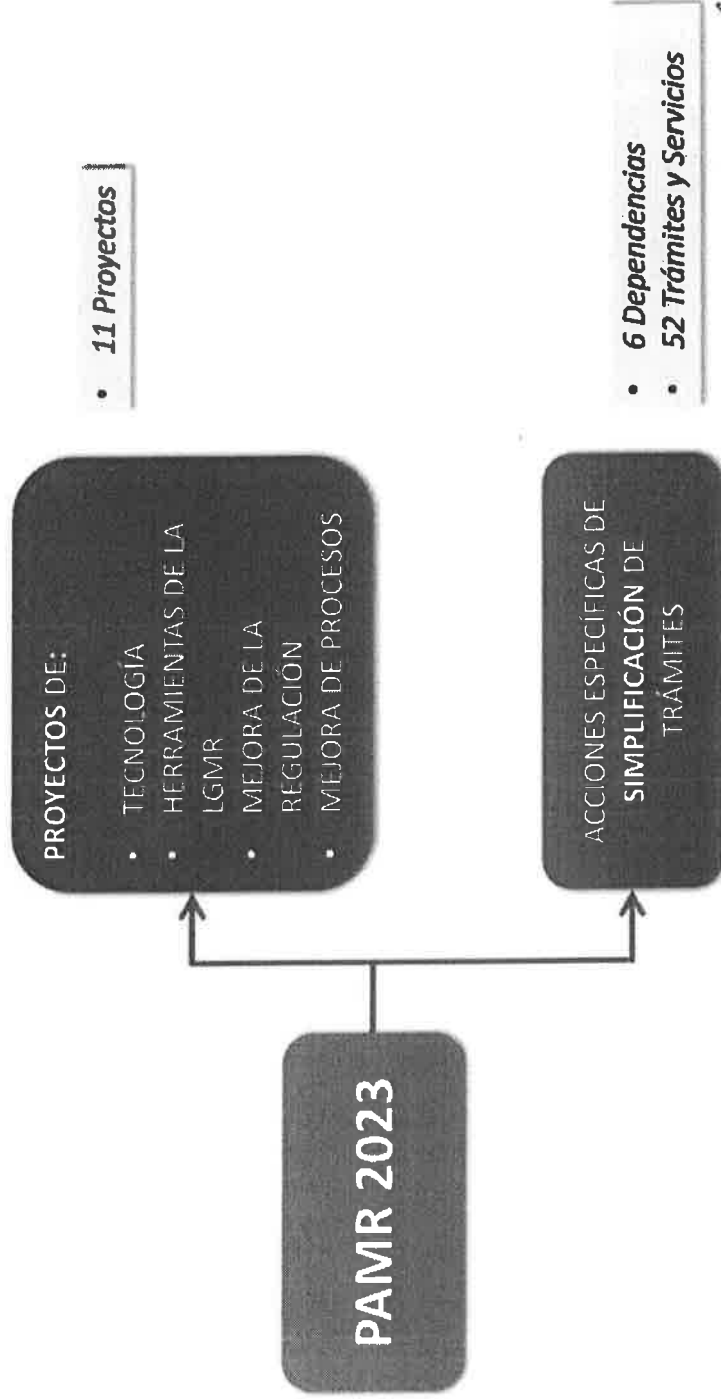 PAMR 2023
PROYECTOS DE:
• TECNOLOGÍA
• HERRAMIENTAS DE LA
LGMR
• MEJORA DE LA
REGULACIÓN
• MEJORA DE PROCESOS
• 11 Proyectos
ACCIONES ESPECÍFICAS DE
SIMPLIFICACIÓN DE
TRÁMITES
• 6 Dependencias
• 52 Trámites y Servicios